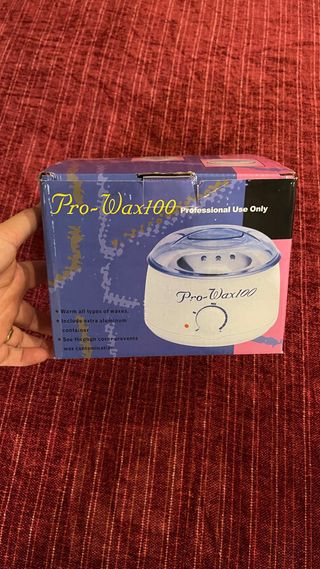 Pro-Wax100 Professional Use Only
Pro-Wax100
★ Warm all types of waxes.
★ Include extra aluminum
container
★ See through cover prevents
wax contamination